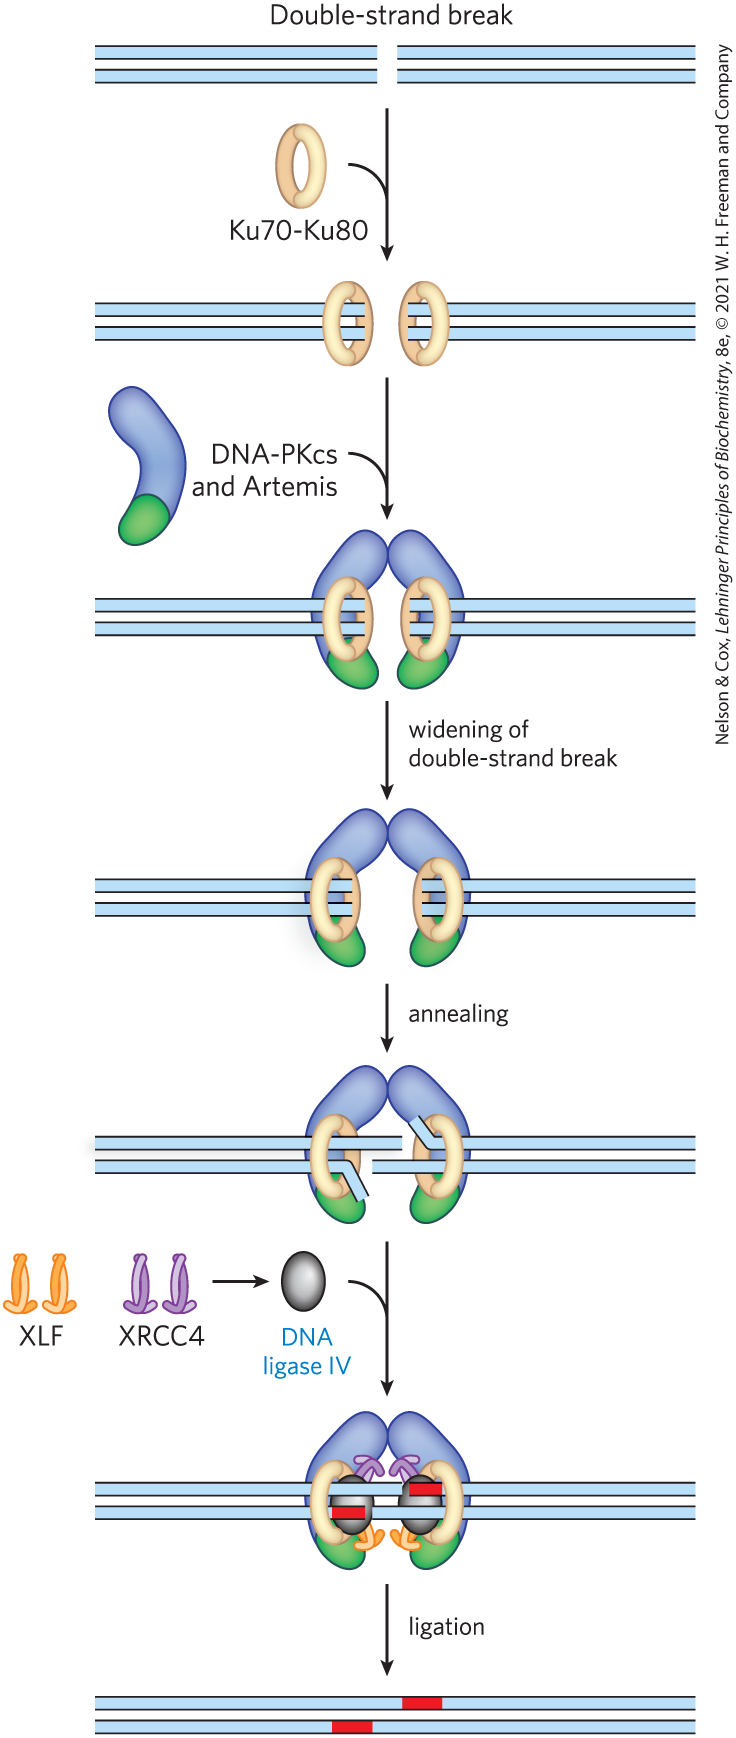 Double-strand break
Ku70-Ku80
DNA-PKcs
and Artemis
widening of
double-strand break
annealing
XLF
XRCC4
DNA
ligase IV
ligation
Nelson & Cox, Lehninger Principles of Biochemistry, 8e, © 2021 W. H. Freeman and Company